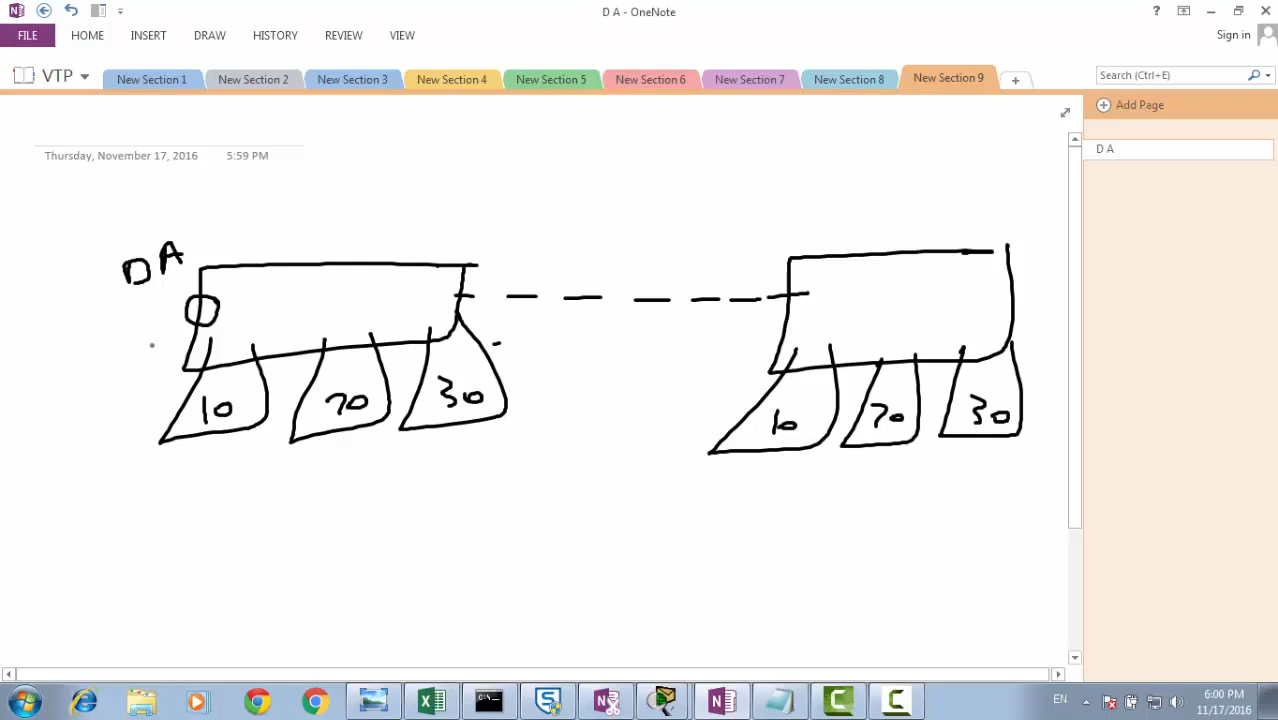 D A - OneNote
Sign in
FILE HOME INSERT DRAW HISTORY REVIEW VIEW
VTP
New Section 1 New Section 2 New Section 3 New Section 4 New Section 5 New Section 6 New Section 7 New Section 8 New Section 9
Search (Ctrl+E)
Add Page
D A
Thursday, November 17, 2016 5:59 PM
D A
10 20 30
10 20 30
EN
6:00 PM
11/17/2016